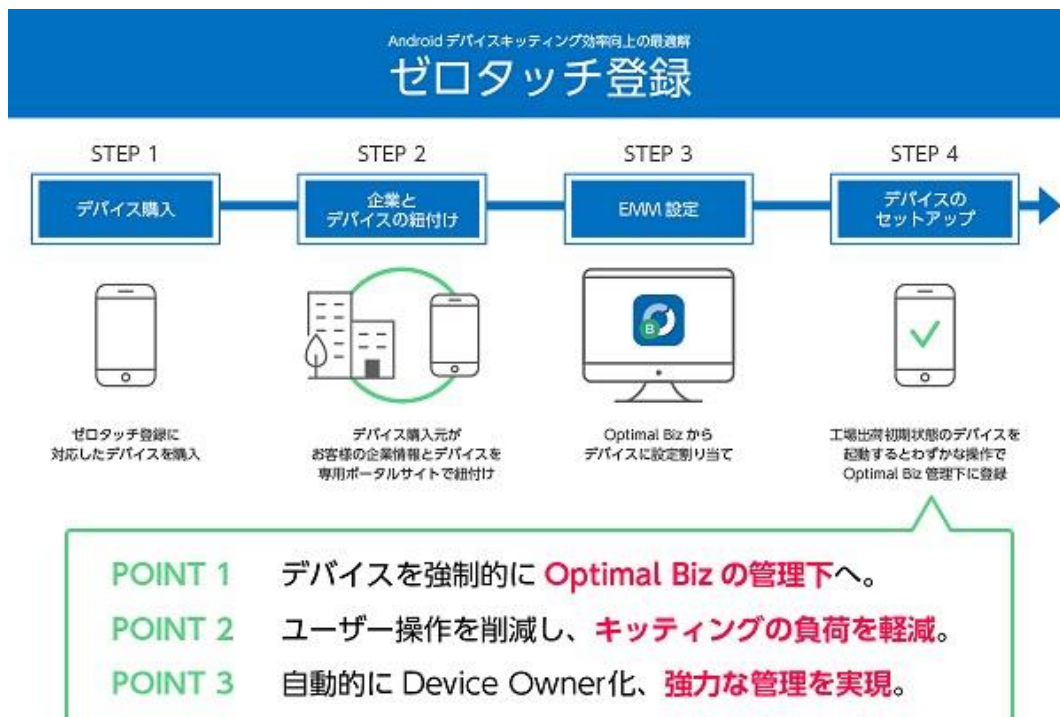 Android デバイスキッティング効率向上の最適解
ゼロタッチ登録
STEP 1
デバイス購入
ゼロタッチ登録に
対応したデバイスを購入
STEP 2
企業と
デバイスの紐付け
デバイス購入元が
お客様の企業情報とデバイスを
専用ポータルサイトで紐付け
STEP 3
EMM 設定
B
Optimal Biz から
デバイスに設定割り当て
STEP 4
デバイスの
セットアップ
工場出荷初期状態のデバイスを
起動するとわずかな操作で
Optimal Biz 管理下に登録
POINT 1 デバイスを強制的に Optimal Biz の管理下へ。
POINT 2 ユーザー操作を削減し、キッティングの負荷を軽減。
POINT 3 自動的に Device Owner化、強力な管理を実現。